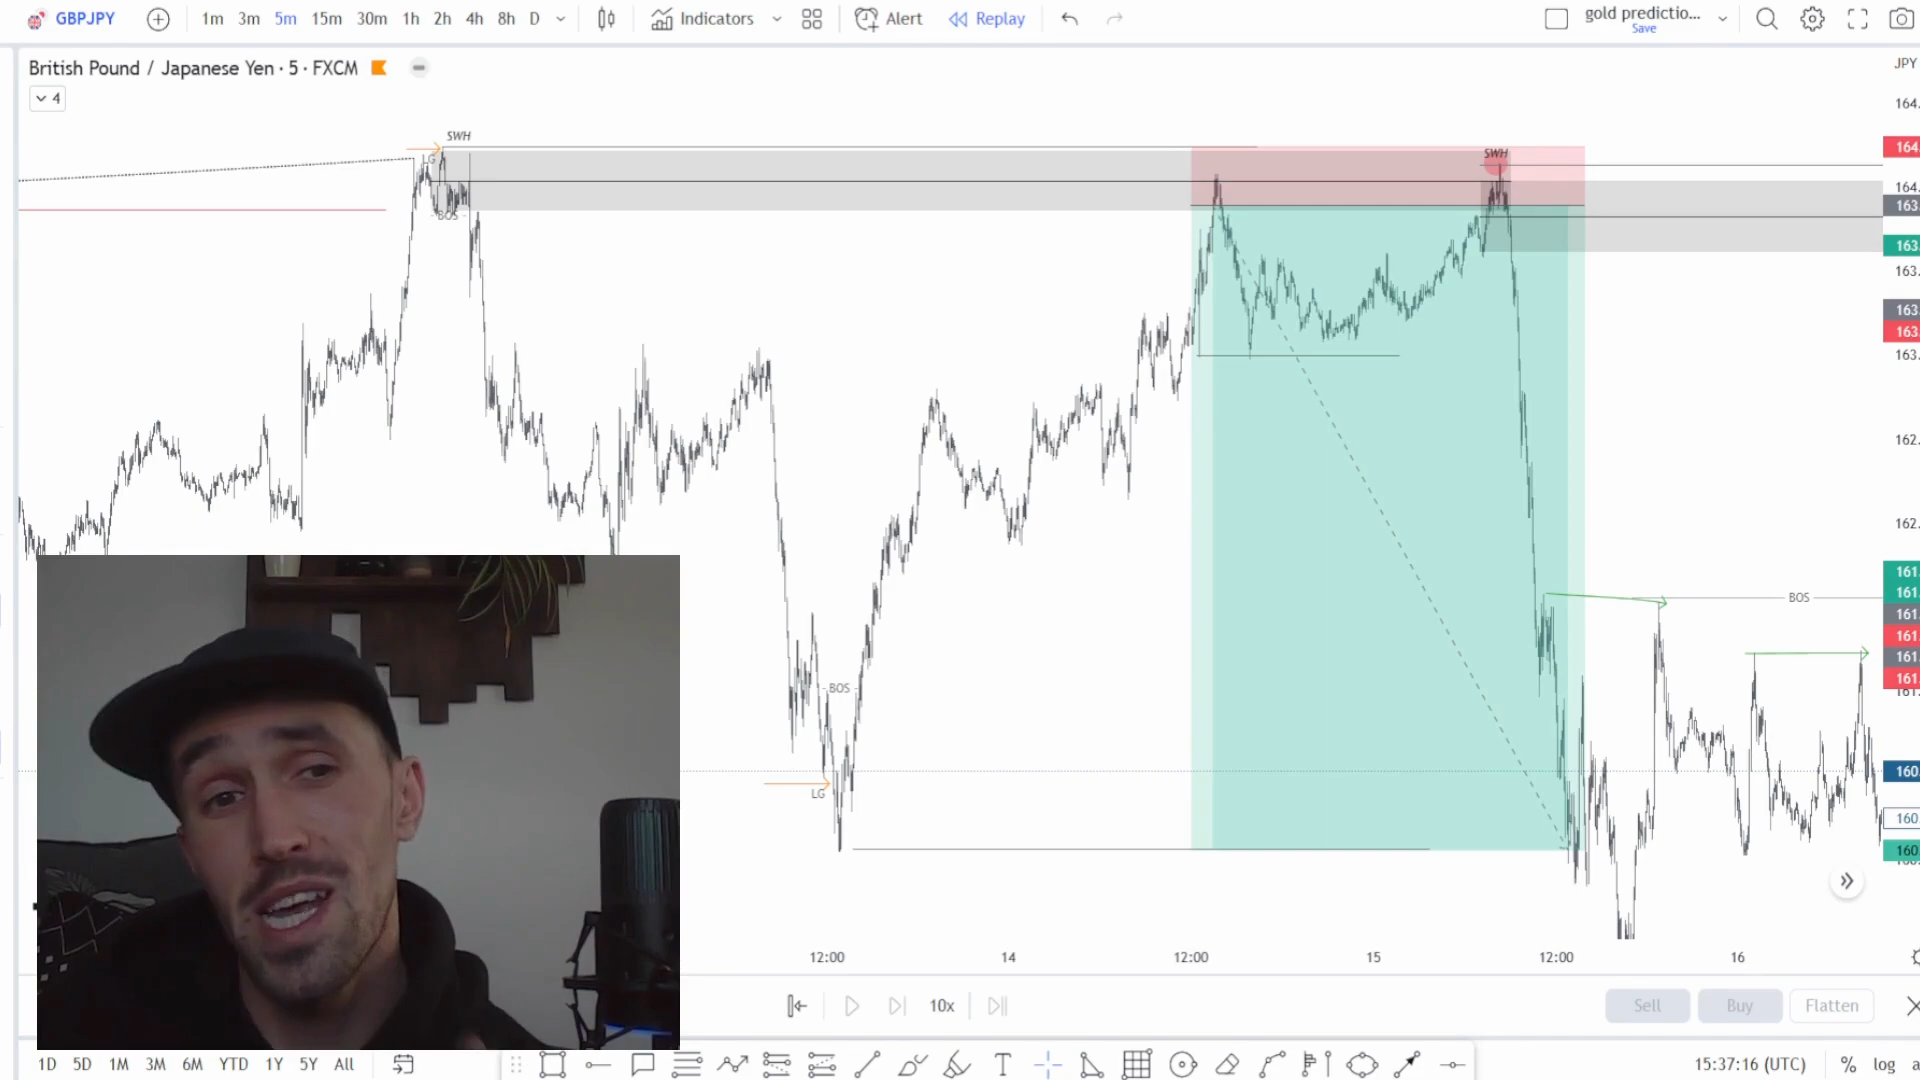 GBPJPY 1m 3m 5m 15m 30m 1h 2h 4h 8h D Indicators Alert Replay gold predictio...
Save
British Pound / Japanese Yen · 5 · FXCM
JPY
4
164.
SWH
164.
SWH
LG
164.
BOS
163.
163.
163.
163.
163.
163.
162.
162.
161.
161.
BOS
161.
161.
161.
161.
BOS
160.
LG
160.
160.
12:00 14 12:00 15 12:00 16
10x
Sell Buy Flatten
1D 5D 1M 3M 6M YTD 1Y 5Y All
15:37:16 (UTC) % log